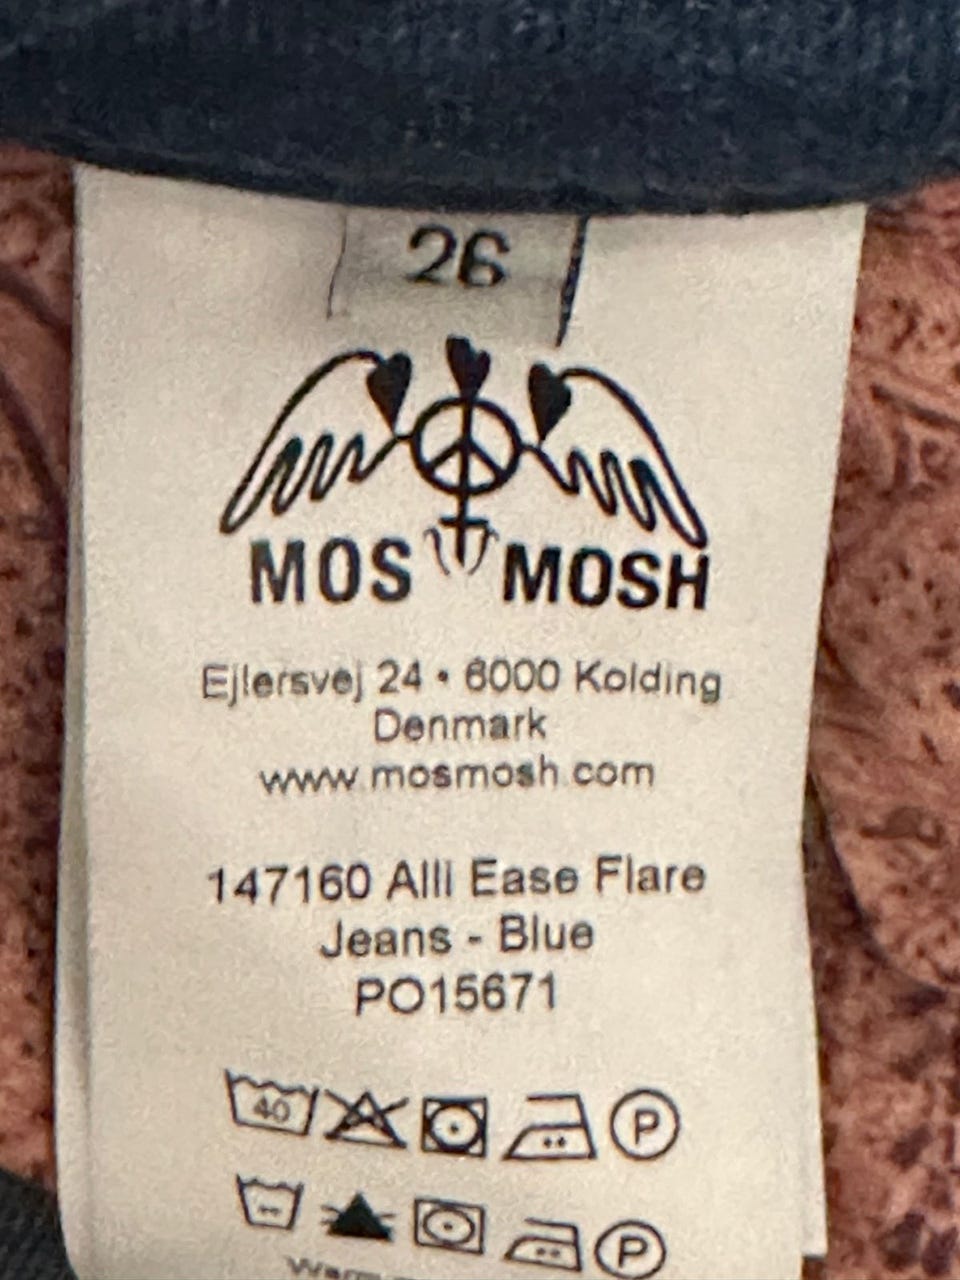 26
MOS MOSH
Ejlersvej 24 • 6000 Kolding
Denmark
www.mosmosh.com
147160 Alli Ease Flare
Jeans - Blue
PO15671
40 P
P